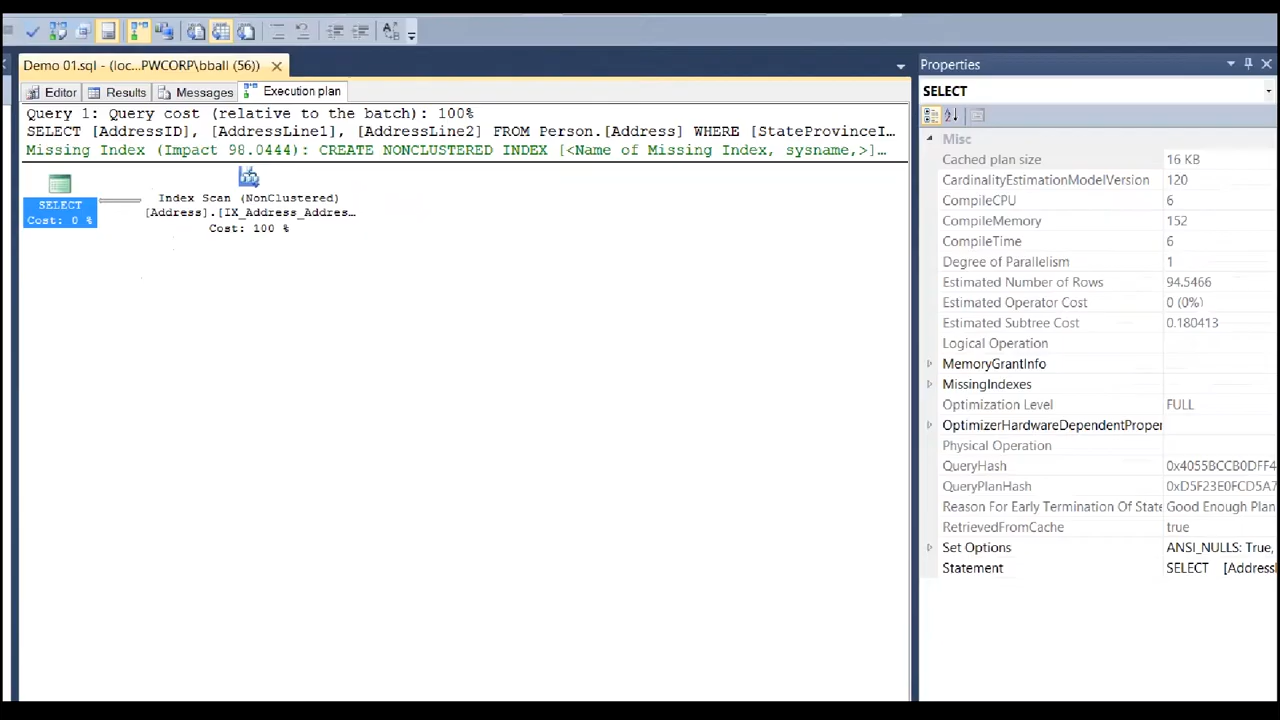 Demo 01.sql - (loc...PWCORP\bball (56))
Editor Results Messages Execution plan
Query 1: Query cost (relative to the batch): 100%
SELECT [AddressID], [AddressLine1], [AddressLine2] FROM Person.[Address] WHERE [StateProvinceI...
Missing Index (Impact 98.0444): CREATE NONCLUSTERED INDEX [<Name of Missing Index, sysname,>]...
SELECT
Cost: 0 %
Index Scan (NonClustered)
[Address].[IX_Address_Addres...
Cost: 100 %
Properties
SELECT
Misc
Cached plan size 16 KB
CardinalityEstimationModelVersion 120
CompileCPU 6
CompileMemory 152
CompileTime 6
Degree of Parallelism 1
Estimated Number of Rows 94.5466
Estimated Operator Cost 0 (0%)
Estimated Subtree Cost 0.180413
Logical Operation
MemoryGrantInfo
MissingIndexes
Optimization Level FULL
OptimizerHardwareDependentProper
Physical Operation
QueryHash 0x4055BCCB0DFF4
QueryPlanHash 0xD5F23E0FCD5A7
Reason For Early Termination Of State Good Enough Plan
RetrievedFromCache true
Set Options ANSI_NULLS: True,
Statement SELECT [AddressI